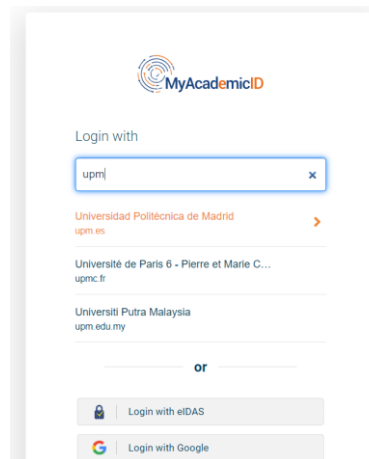 MyAcademicID
Login with
upm
Universidad Politécnica de Madrid
upm.es
Université de Paris 6 - Pierre et Marie C...
upmc.fr
Universiti Putra Malaysia
upm.edu.my
or
Login with eIDAS
Login with Google